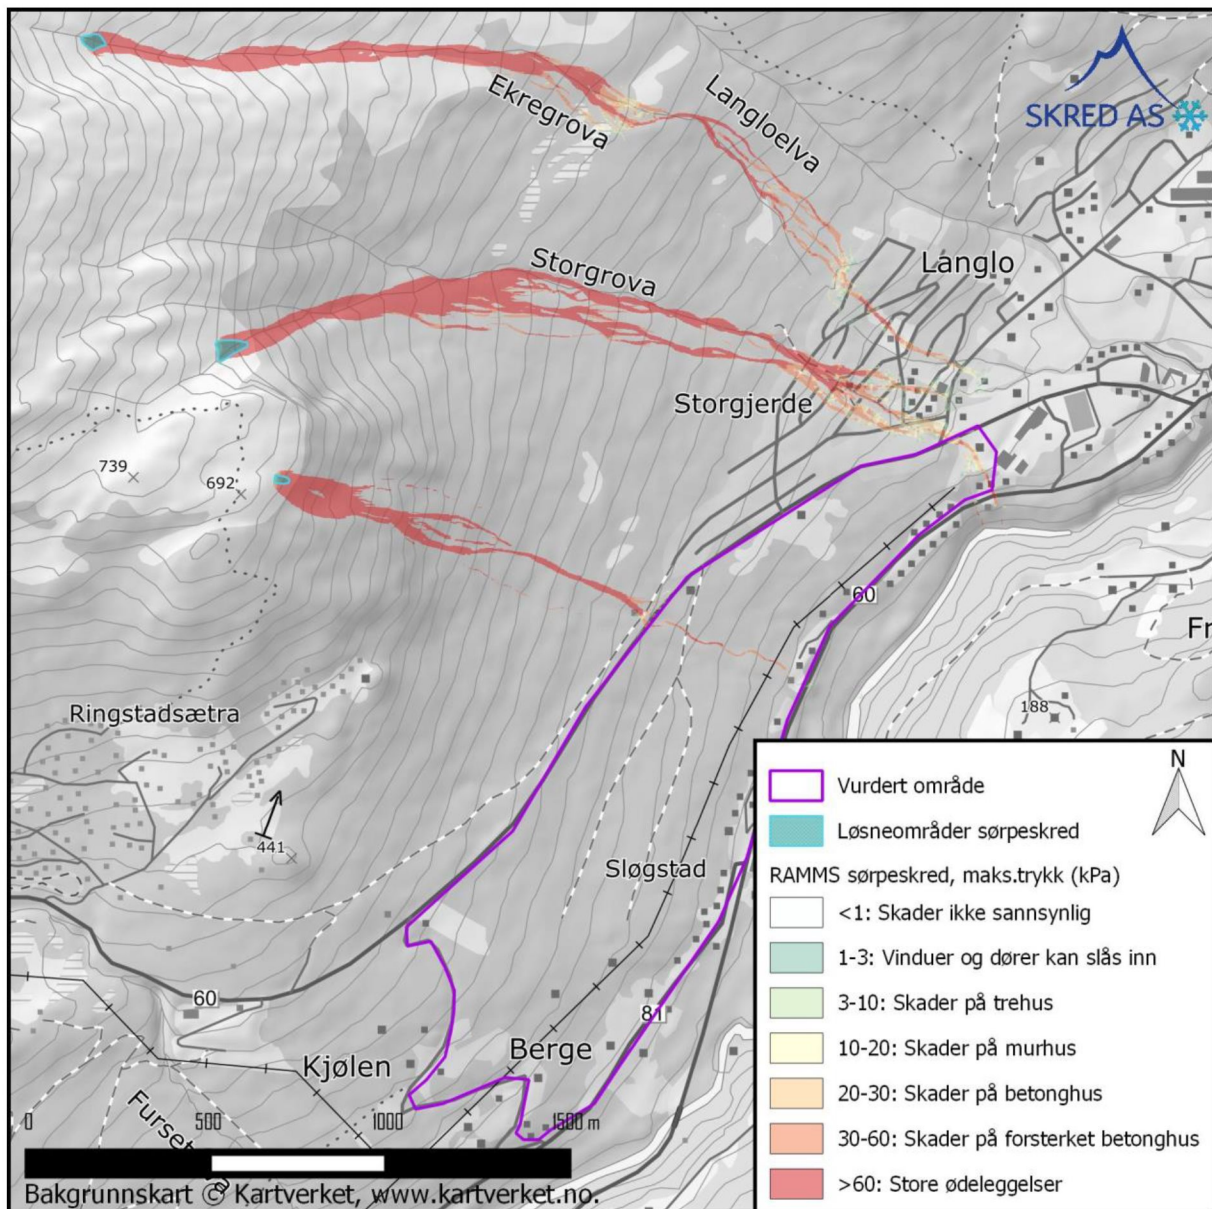 SKRED AS
Ekregrova
Langloelva
Storgrova
Langlo
Storgjerde
739
692
60
Fr
188
Ringstadsætra
441
Sløgstad
60
81
Kjølen
Berge
N
Vurdert område
Løsneområder sørpeskred
RAMMS sørpeskred, maks.trykk (kPa)
<1: Skader ikke sannsynlig
1-3: Vinduer og dører kan slås inn
3-10: Skader på trehus
10-20: Skader på murhus
20-30: Skader på betonghus
30-60: Skader på forsterket betonghus
>60: Store ødeleggelser
0 500 1000 1500 m
Bakgrunnskart © Kartverket, www.kartverket.no.